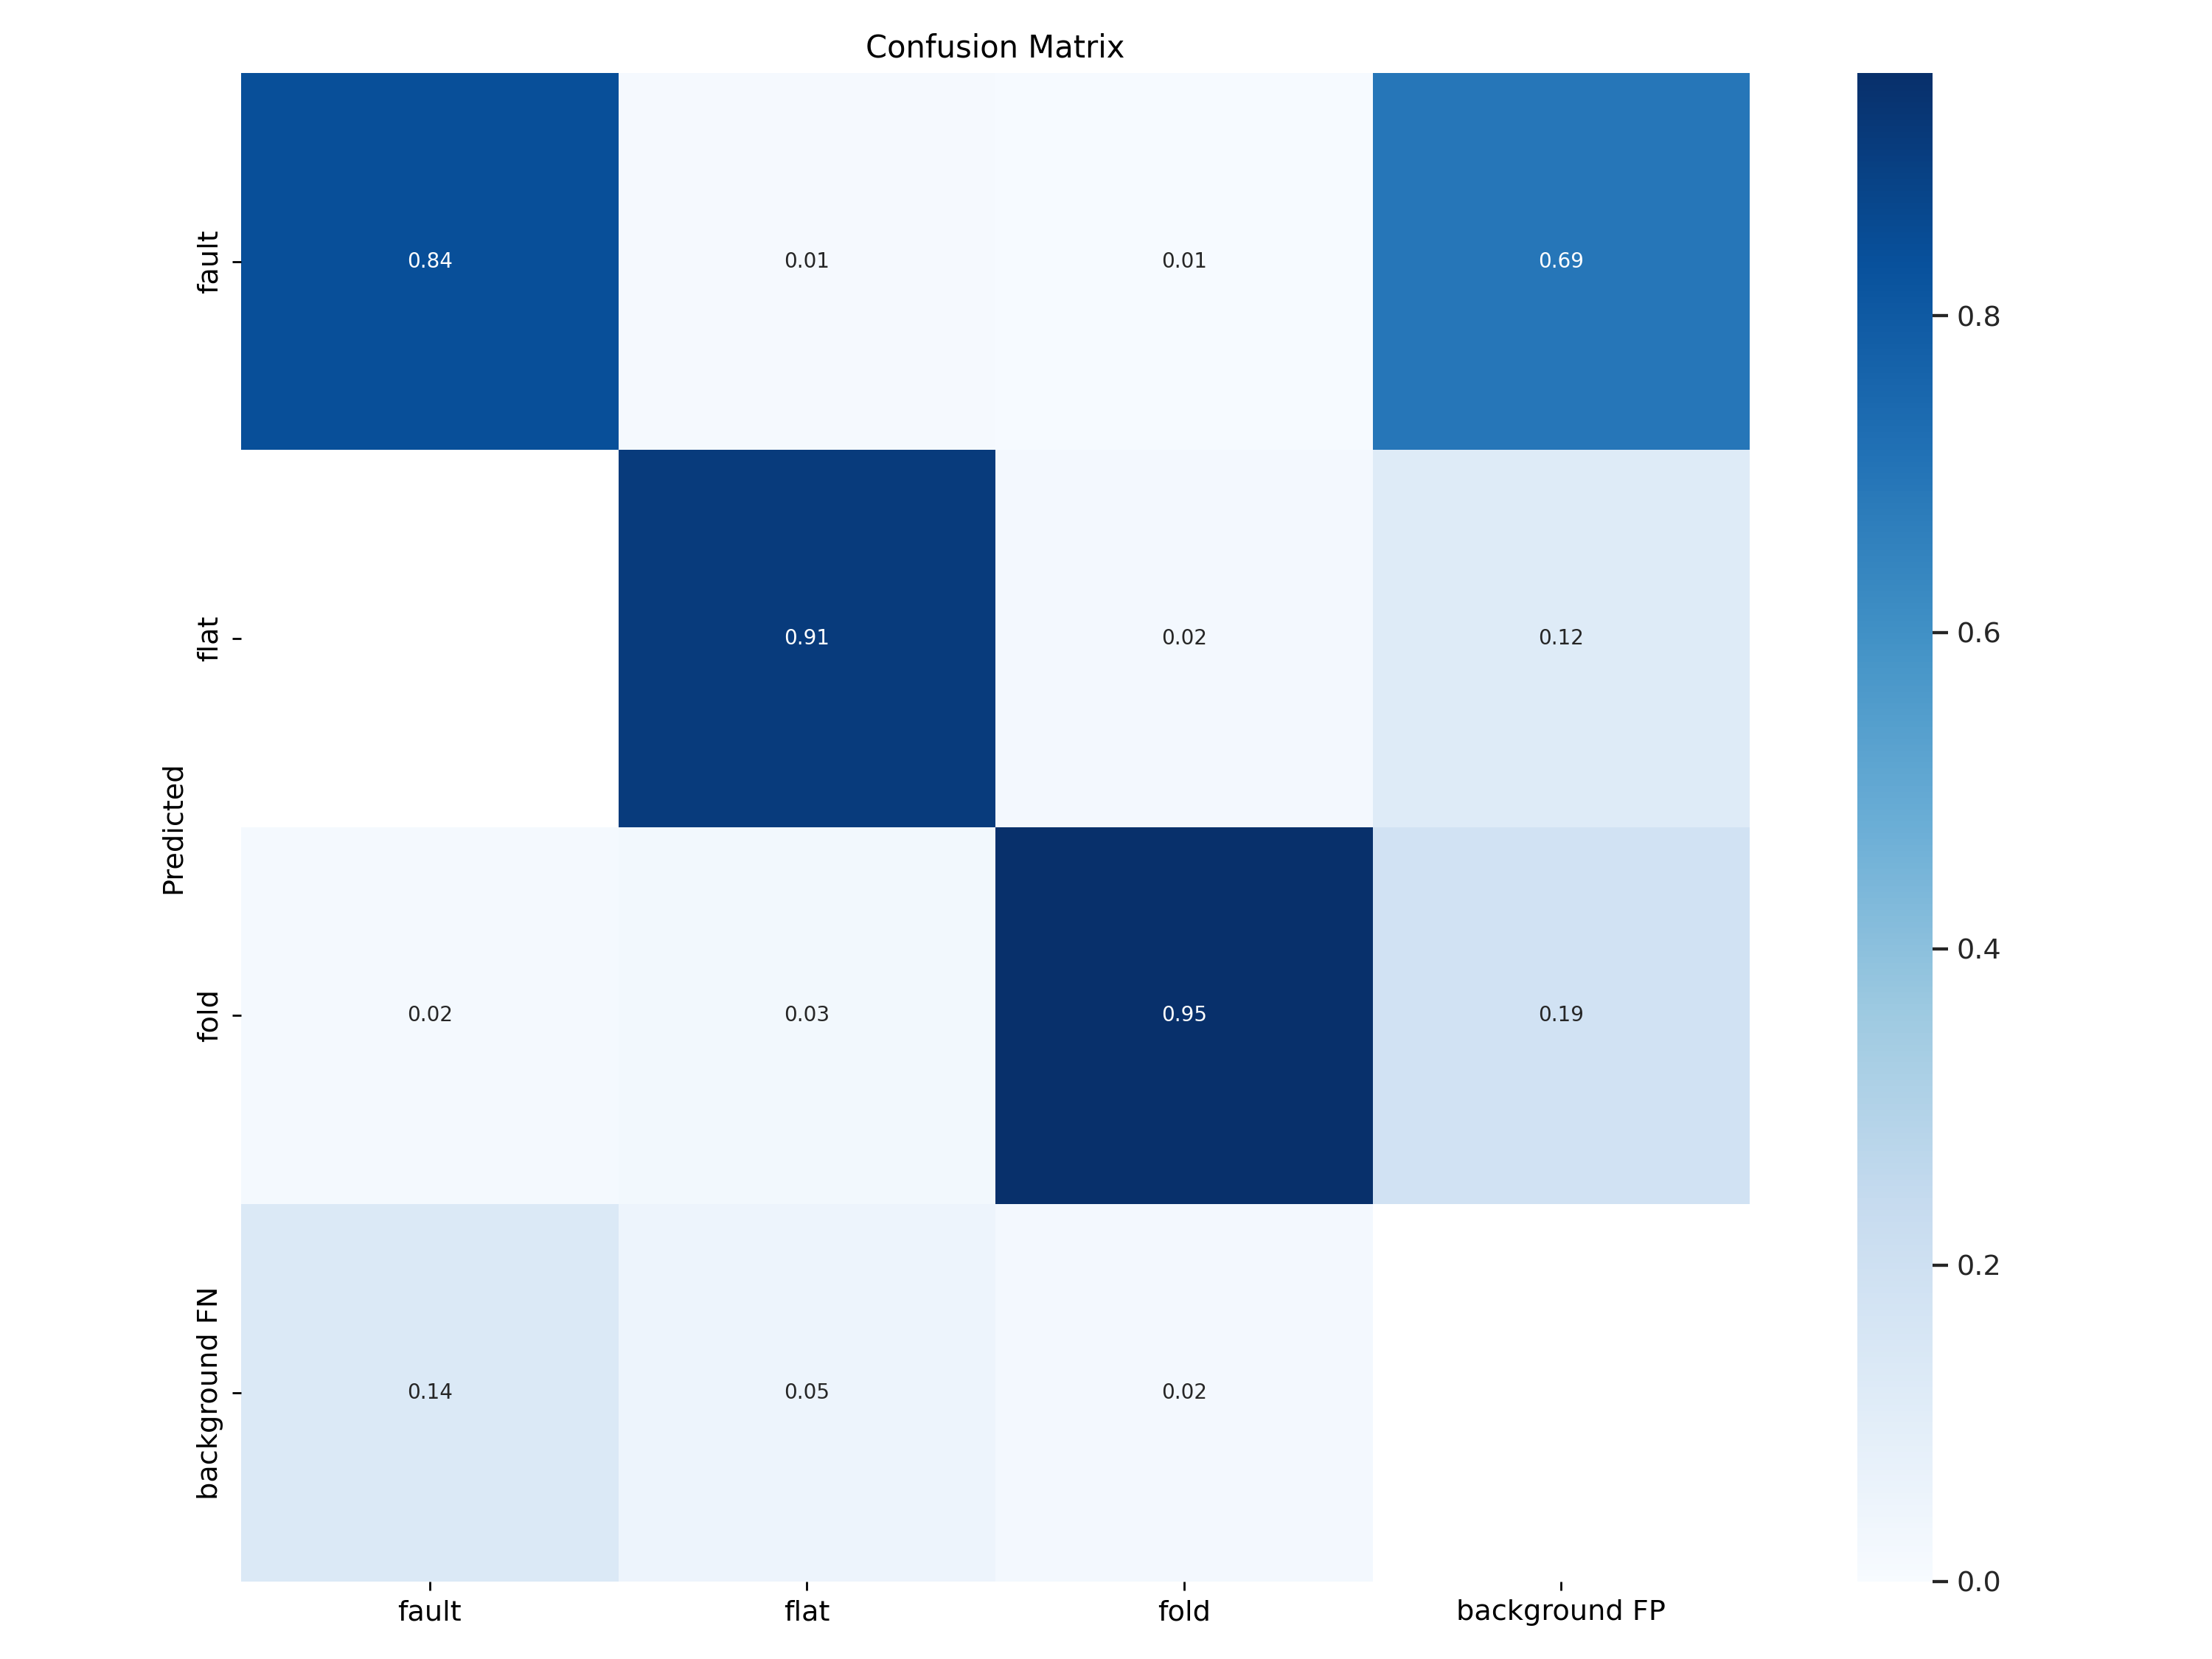 Confusion Matrix
fault
0.84
0.01
0.01
0.69
0.8
flat
0.91
0.02
0.12
0.6
Predicted
0.4
fold
0.02
0.03
0.95
0.19
0.2
background FN
0.14
0.05
0.02
0.0
fault
flat
fold
background FP